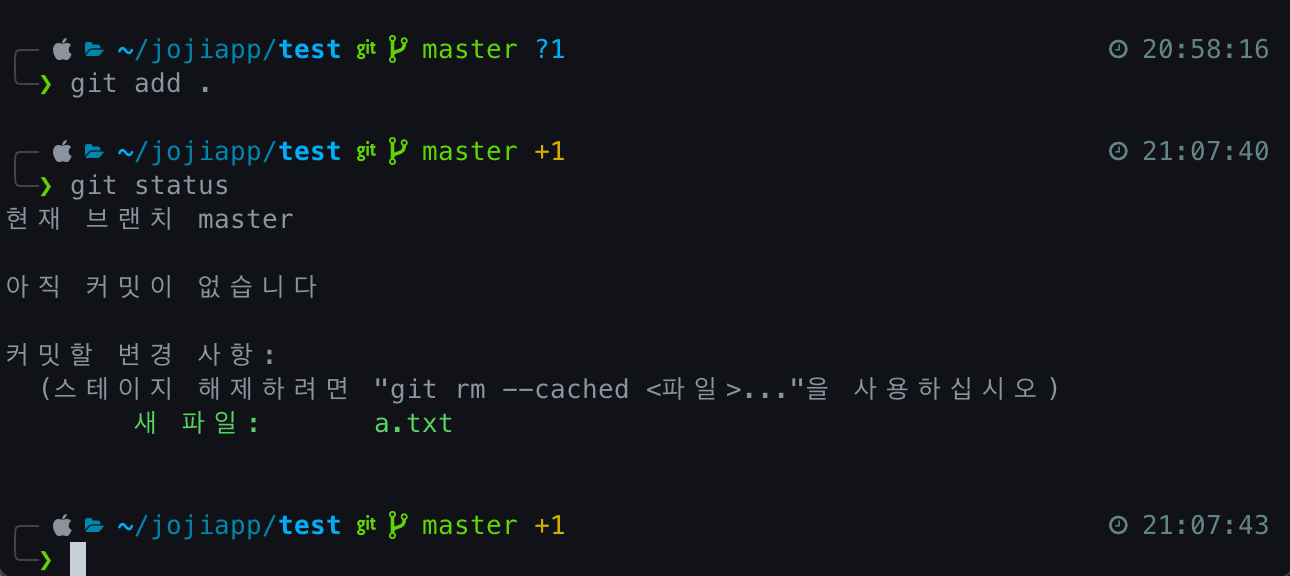 ~/jojiapp/test git master ?1 20:58:16
❯ git add .
~/jojiapp/test git master +1 21:07:40
❯ git status
현재 브랜치 master
아직 커밋이 없습니다
커밋할 변경 사항:
(스테이지 해제하려면 "git rm --cached <파일>..."을 사용하십시오)
새 파일: a.txt
~/jojiapp/test git master +1 21:07:43
❯